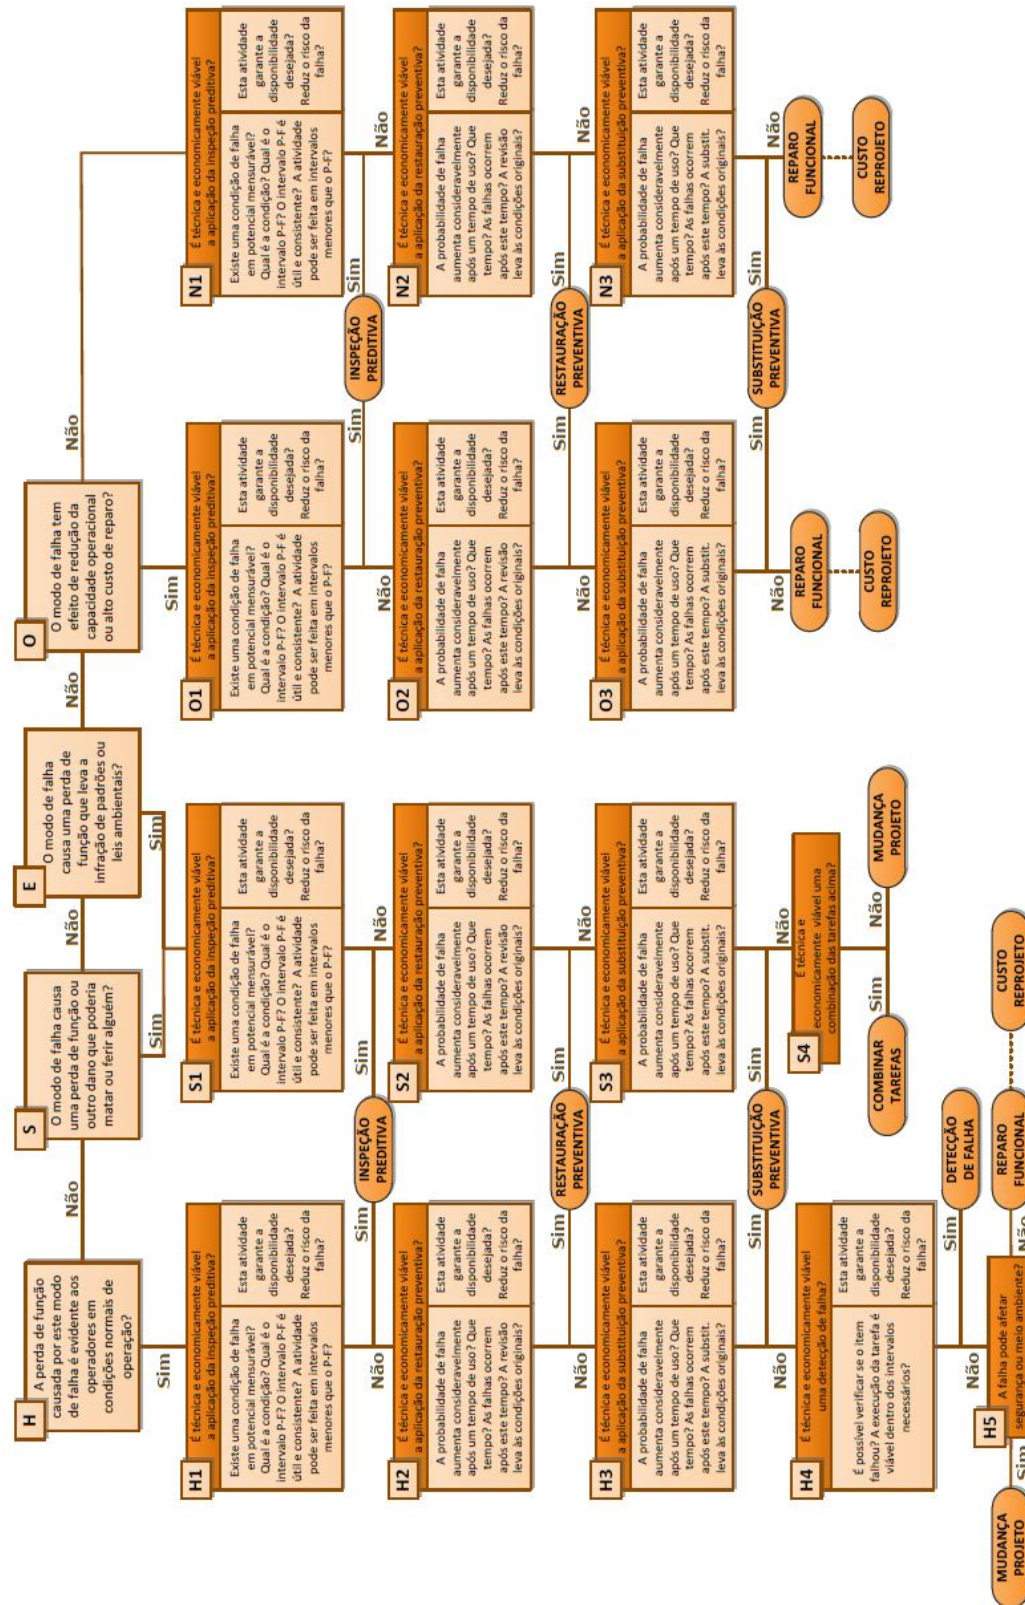 H
A perda de função
causada por este modo
de falha é evidente aos
operadores em
condições normais de
operação?
Não
S
O modo de falha causa
uma perda de função ou
outro dano que poderia
matar ou ferir alguém?
Não
E
O modo de falha
causa uma perda de
função que leva a
infração de padrões ou
leis ambientais?
Não
O
O modo de falha tem
efeito de redução da
capacidade operacional
ou alto custo de reparo?
Não
Sim
Sim
Sim
Sim
H1
É técnica e economicamente viável
a aplicação da inspeção preditiva?
Existe uma condição de falha
em potencial mensurável?
Qual é a condição? Qual é o
intervalo P-F? O intervalo P-F é
útil e consistente? A atividade
pode ser feita em intervalos
menores que o P-F?
Esta atividade
garante a
disponibilidade
desejada?
Reduz o risco da
falha?
S1
É técnica e economicamente viável
a aplicação da inspeção preditiva?
Existe uma condição de falha
em potencial mensurável?
Qual é a condição? Qual é o
intervalo P-F? O intervalo P-F é
útil e consistente? A atividade
pode ser feita em intervalos
menores que o P-F?
Esta atividade
garante a
disponibilidade
desejada?
Reduz o risco da
falha?
O1
É técnica e economicamente viável
a aplicação da inspeção preditiva?
Existe uma condição de falha
em potencial mensurável?
Qual é a condição? Qual é o
intervalo P-F? O intervalo P-F é
útil e consistente? A atividade
pode ser feita em intervalos
menores que o P-F?
Esta atividade
garante a
disponibilidade
desejada?
Reduz o risco da
falha?
N1
É técnica e economicamente viável
a aplicação da inspeção preditiva?
Existe uma condição de falha
em potencial mensurável?
Qual é a condição? Qual é o
intervalo P-F? O intervalo P-F é
útil e consistente? A atividade
pode ser feita em intervalos
menores que o P-F?
Esta atividade
garante a
disponibilidade
desejada?
Reduz o risco da
falha?
Não
Sim
INSPEÇÃO
PREDITIVA
Sim
Não
Não
Sim
INSPEÇÃO
PREDITIVA
Sim
Não
H2
É técnica e economicamente viável
a aplicação da restauração preventiva?
A probabilidade de falha
aumenta consideravelmente
após um tempo de uso? Que
tempo? As falhas ocorrem
após este tempo? A revisão
leva às condições originais?
Esta atividade
garante a
disponibilidade
desejada?
Reduz o risco da
falha?
S2
É técnica e economicamente viável
a aplicação da restauração preventiva?
A probabilidade de falha
aumenta consideravelmente
após um tempo de uso? Que
tempo? As falhas ocorrem
após este tempo? A revisão
leva às condições originais?
Esta atividade
garante a
disponibilidade
desejada?
Reduz o risco da
falha?
O2
É técnica e economicamente viável
a aplicação da restauração preventiva?
A probabilidade de falha
aumenta consideravelmente
após um tempo de uso? Que
tempo? As falhas ocorrem
após este tempo? A revisão
leva às condições originais?
Esta atividade
garante a
disponibilidade
desejada?
Reduz o risco da
falha?
N2
É técnica e economicamente viável
a aplicação da restauração preventiva?
A probabilidade de falha
aumenta consideravelmente
após um tempo de uso? Que
tempo? As falhas ocorrem
após este tempo? A revisão
leva às condições originais?
Esta atividade
garante a
disponibilidade
desejada?
Reduz o risco da
falha?
Não
Sim
RESTAURAÇÃO
PREVENTIVA
Sim
Não
Não
Sim
RESTAURAÇÃO
PREVENTIVA
Sim
Não
H3
É técnica e economicamente viável
a aplicação da substituição preventiva?
A probabilidade de falha
aumenta consideravelmente
após um tempo de uso? Que
tempo? As falhas ocorrem
após este tempo? A substit.
leva às condições originais?
Esta atividade
garante a
disponibilidade
desejada?
Reduz o risco da
falha?
S3
É técnica e economicamente viável
a aplicação da substituição preventiva?
A probabilidade de falha
aumenta consideravelmente
após um tempo de uso? Que
tempo? As falhas ocorrem
após este tempo? A substit.
leva às condições originais?
Esta atividade
garante a
disponibilidade
desejada?
Reduz o risco da
falha?
O3
É técnica e economicamente viável
a aplicação da substituição preventiva?
A probabilidade de falha
aumenta consideravelmente
após um tempo de uso? Que
tempo? As falhas ocorrem
após este tempo? A substit.
leva às condições originais?
Esta atividade
garante a
disponibilidade
desejada?
Reduz o risco da
falha?
N3
É técnica e economicamente viável
a aplicação da substituição preventiva?
A probabilidade de falha
aumenta consideravelmente
após um tempo de uso? Que
tempo? As falhas ocorrem
após este tempo? A substit.
leva às condições originais?
Esta atividade
garante a
disponibilidade
desejada?
Reduz o risco da
falha?
Não
Sim
SUBSTITUIÇÃO
PREVENTIVA
Sim
Não
Não
Sim
SUBSTITUIÇÃO
PREVENTIVA
Sim
Não
H4
É técnica e economicamente viável
uma detecção de falha?
É possível verificar se o item
falhou? A execução da tarefa é
viável dentro dos intervalos
necessários?
Esta atividade
garante a
disponibilidade
desejada?
Reduz o risco da
falha?
S4
É técnica e
economicamente viável uma
combinação das tarefas acima?
Sim
Não
COMBINAR
TAREFAS
MUDANÇA
PROJETO
REPARO
FUNCIONAL
CUSTO
REPROJETO
REPARO
FUNCIONAL
CUSTO
REPROJETO
Não
Sim
DETECÇÃO
DE FALHA
H5
A falha pode afetar
segurança ou meio ambiente?
Sim
Não
MUDANÇA
PROJETO
REPARO
FUNCIONAL
CUSTO
REPROJETO